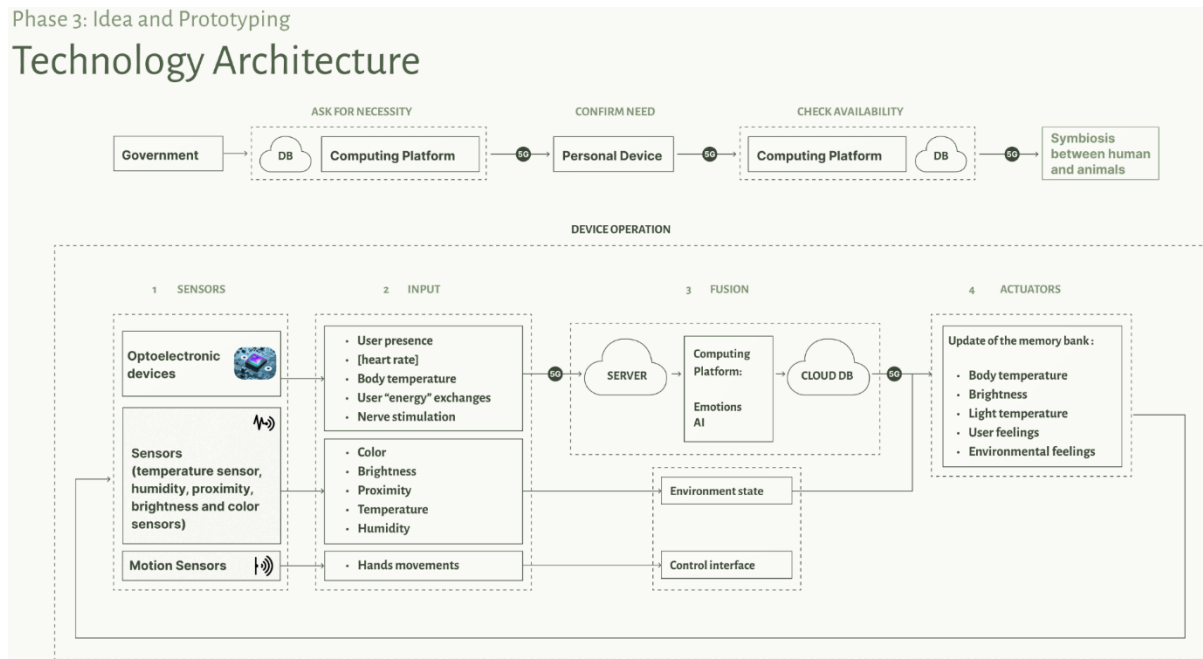 Phase 3: Idea and Prototyping
Technology Architecture
ASK FOR NECESSITY
CONFIRM NEED
CHECK AVAILABILITY
Government
DB
Computing Platform
5G
Personal Device
5G
Computing Platform
DB
5G
Symbiosis
between human
and animals
DEVICE OPERATION
1 SENSORS
2 INPUT
3 FUSION
4 ACTUATORS
Optoelectronic
devices
Sensors
(temperature sensor,
humidity, proximity,
brightness and color
sensors)
Motion Sensors
• User presence
• [heart rate]
• Body temperature
• User “energy” exchanges
• Nerve stimulation
• Color
• Brightness
• Proximity
• Temperature
• Humidity
• Hands movements
5G
SERVER
Computing
Platform:
Emotions
AI
CLOUD DB
5G
Environment state
Control interface
Update of the memory bank :
• Body temperature
• Brightness
• Light temperature
• User feelings
• Environmental feelings